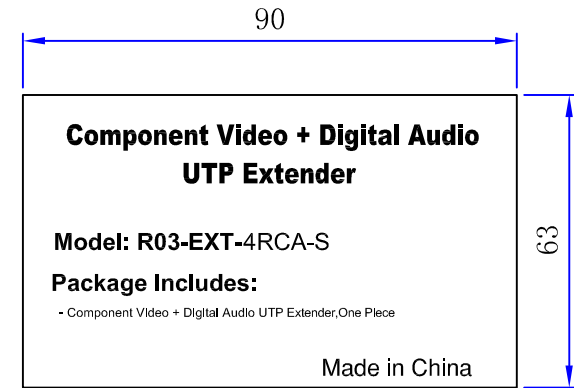 90
Component Video + Digital Audio
UTP Extender
63
Model: R03-EXT-4RCA-S
Package Includes:
- Component Video + Digital Audio UTP Extender,One Piece
Made in China